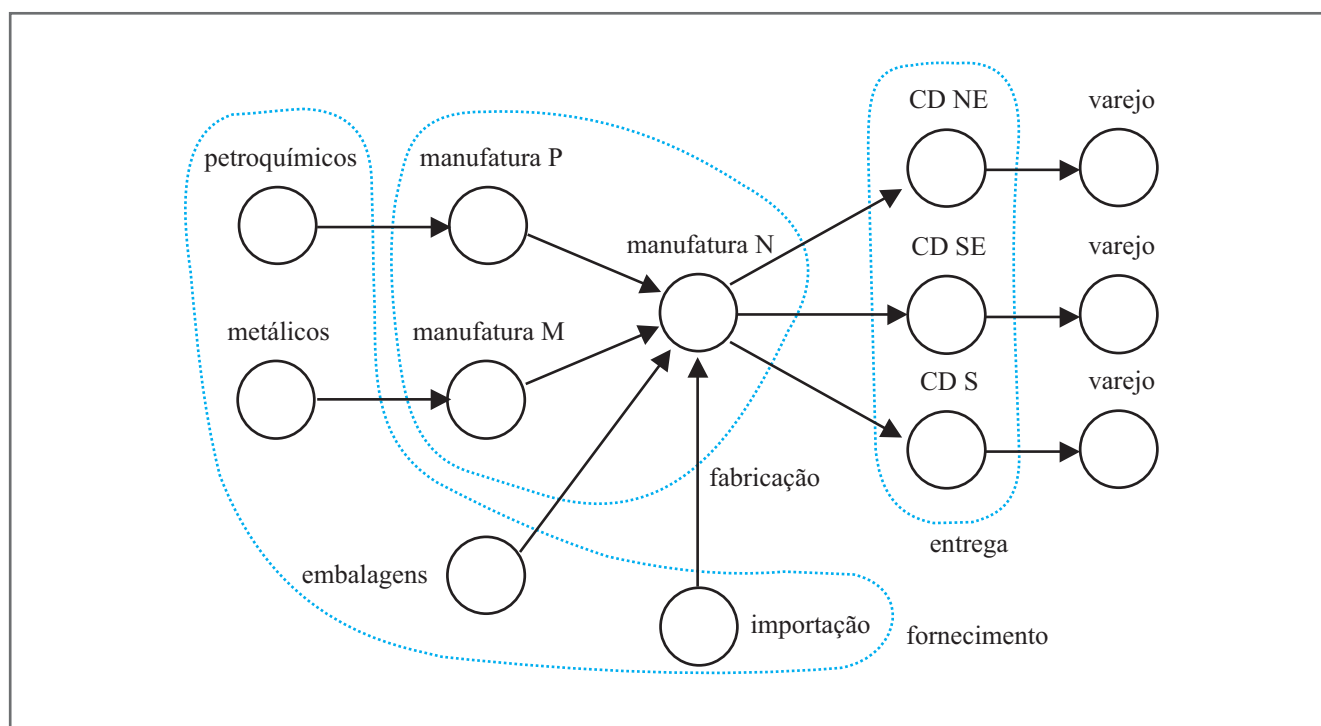 CD NE
varejo
petroquímicos
manufatura P
manufatura N
CD SE
varejo
metálicos
manufatura M
CD S
varejo
fabricação
entrega
embalagens
importação
fornecimento